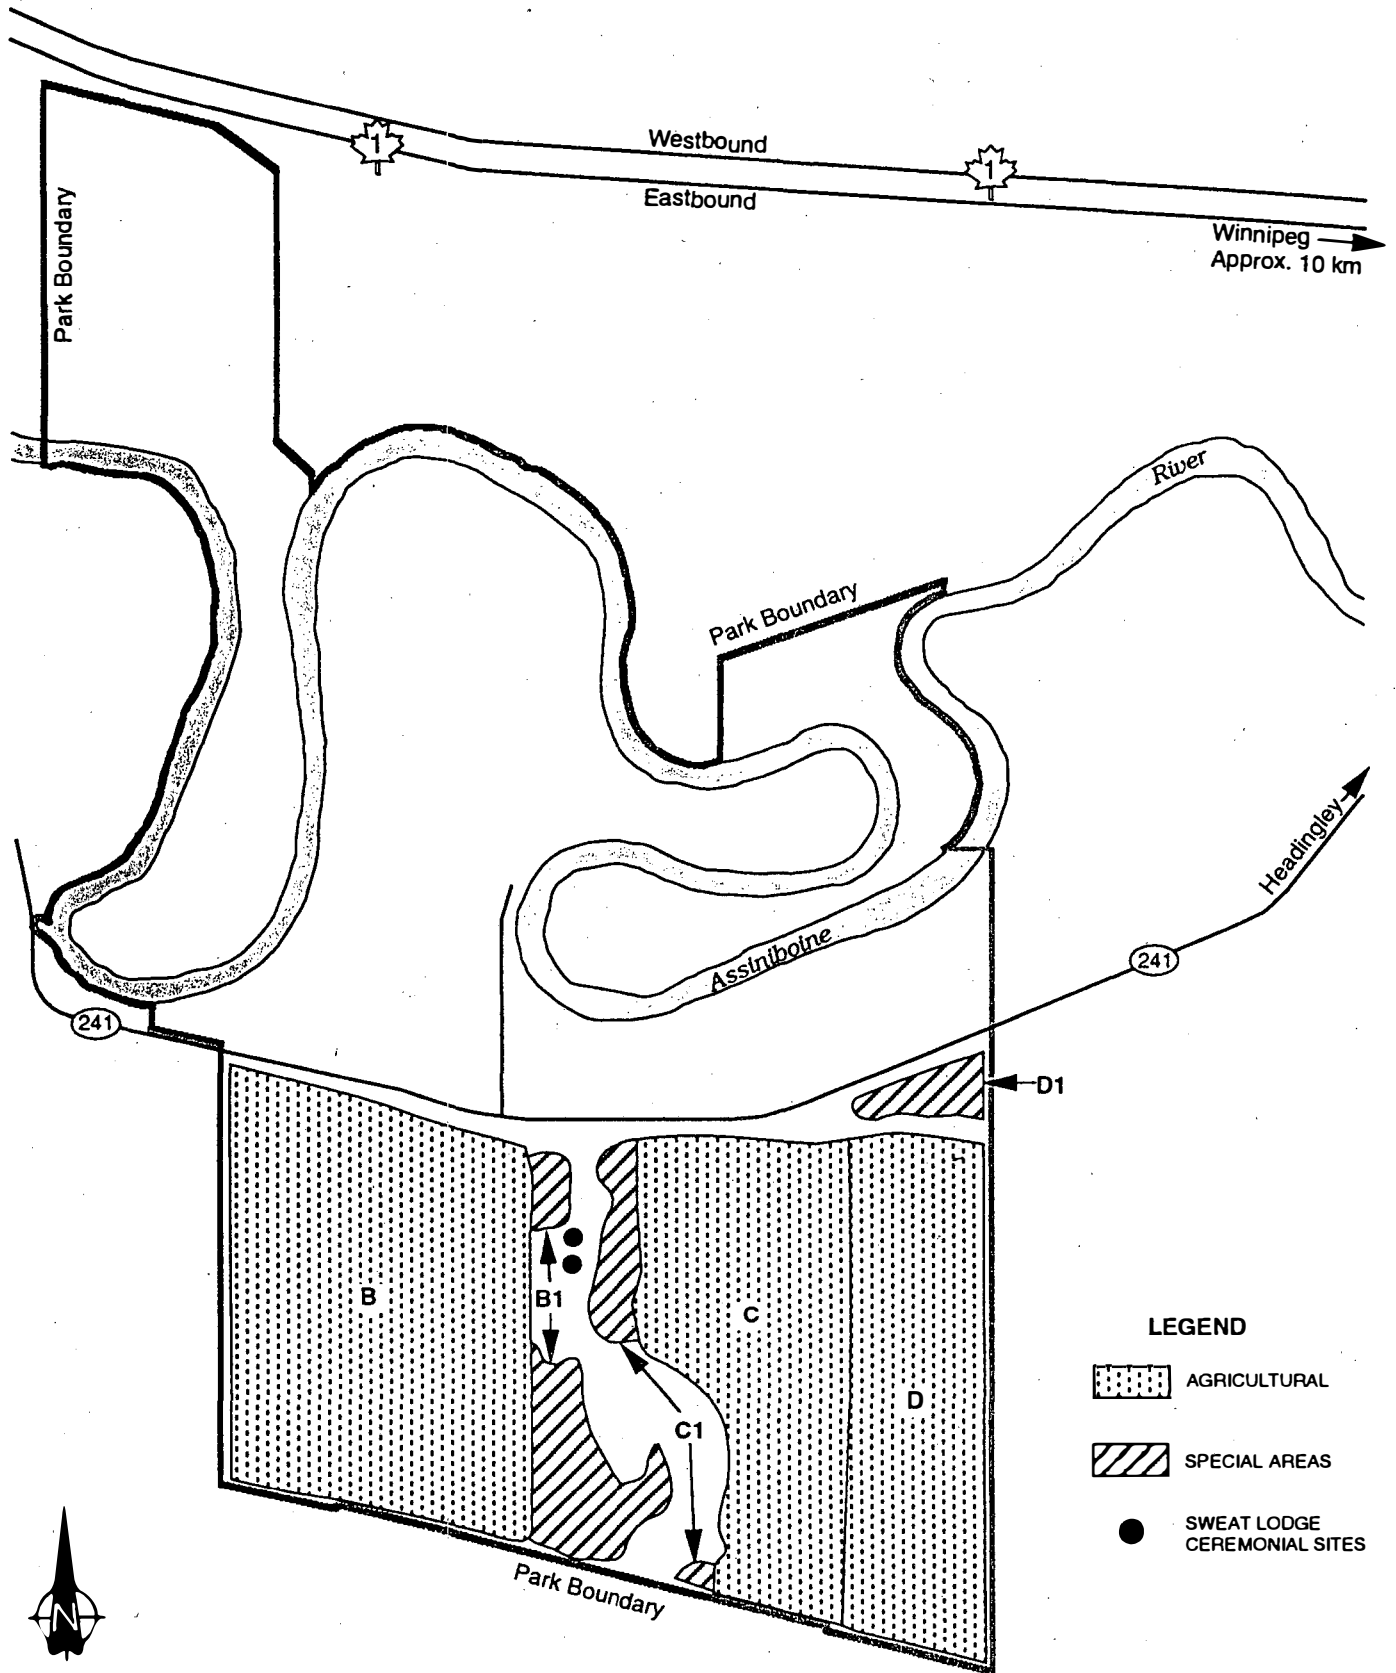 1
Westbound
1
Eastbound
Winnipeg
Approx. 10 km
Park Boundary
River
Park Boundary
Headingley
Assiniboine
241
241
D1
B
B1
C
D
C1
Park Boundary
LEGEND
AGRICULTURAL
SPECIAL AREAS
SWEAT LODGE
CEREMONIAL SITES
N